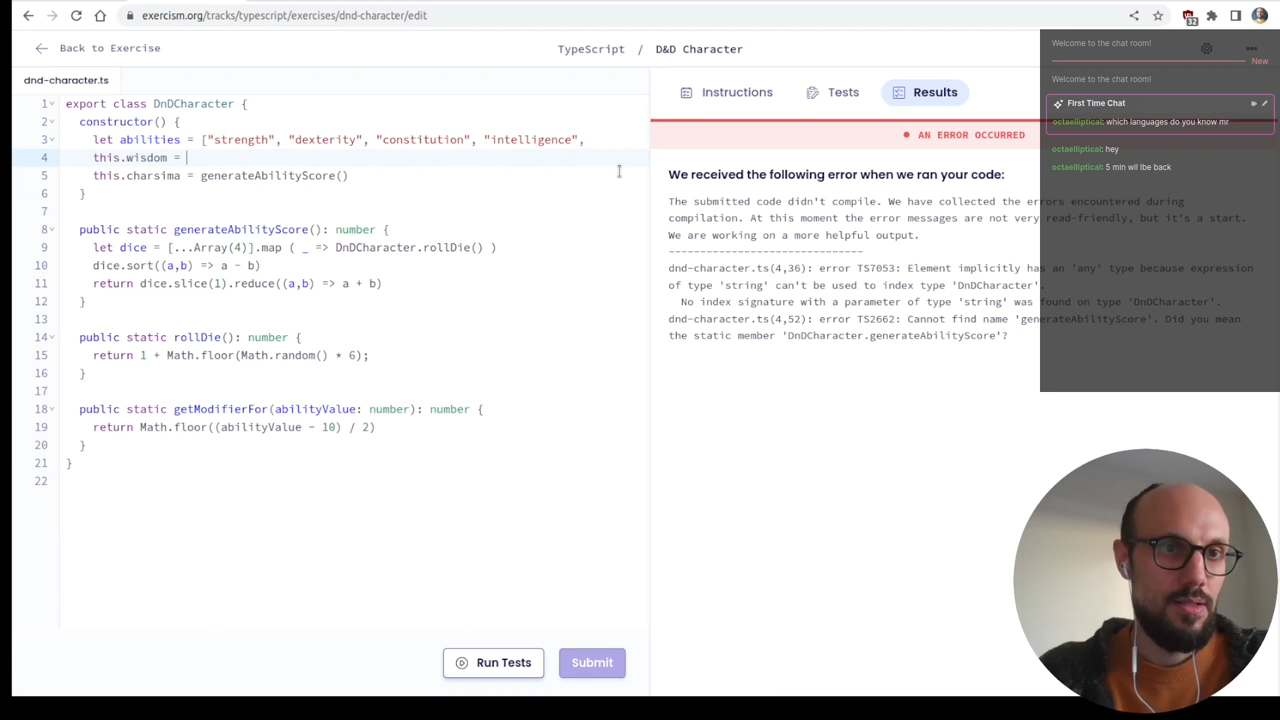 exercism.org/tracks/typescript/exercises/dnd-character/edit
32
Back to Exercise
TypeScript / D&D Character
dnd-character.ts
1 export class DnDCharacter {
2 constructor() {
3 let abilities = ["strength", "dexterity", "constitution", "intelligence",
4 this.wisdom =
5 this.charsima = generateAbilityScore()
6 }
7
8 public static generateAbilityScore(): number {
9 let dice = [...Array(4)].map ( _ => DnDCharacter.rollDie() )
10 dice.sort((a,b) => a - b)
11 return dice.slice(1).reduce((a,b) => a + b)
12 }
13
14 public static rollDie(): number {
15 return 1 + Math.floor(Math.random() * 6);
16 }
17
18 public static getModifierFor(abilityValue: number): number {
19 return Math.floor((abilityValue - 10) / 2)
20 }
21 }
22
Run Tests
Submit
Instructions
Tests
Results
AN ERROR OCCURRED
We received the following error when we ran your code:
The submitted code didn't compile. We have collected the errors encountered during
compilation. At this moment the error messages are not very read-friendly, but it's a start.
We are working on a more helpful output.
-----------------------------
dnd-character.ts(4,36): error TS7053: Element implicitly has an 'any' type because expression
of type 'string' can't be used to index type 'DnDCharacter'.
No index signature with a parameter of type 'string' was found on type 'DnDCharacter'.
dnd-character.ts(4,52): error TS2662: Cannot find name 'generateAbilityScore'. Did you mean
the static member 'DnDCharacter.generateAbilityScore'?
Welcome to the chat room!
New
Welcome to the chat room!
First Time Chat
octaelliptical: which languages do you know mr
octaelliptical: hey
octaelliptical: 5 min wil lbe back